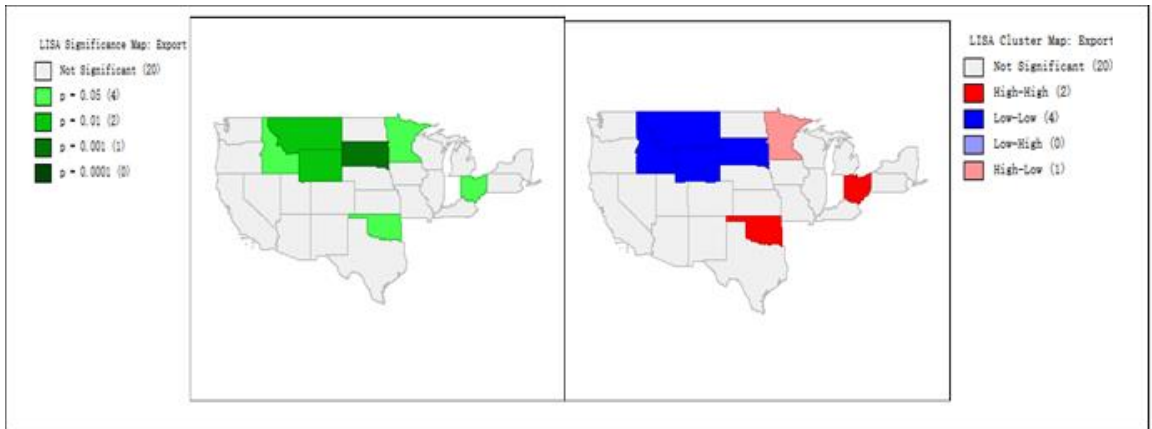 LISA Significance Map: Export
Not Significant (20)
p = 0.05 (4)
p = 0.01 (2)
p = 0.001 (1)
p = 0.0001 (0)
LISA Cluster Map: Export
Not Significant (20)
High-High (2)
Low-Low (4)
Low-High (0)
High-Low (1)